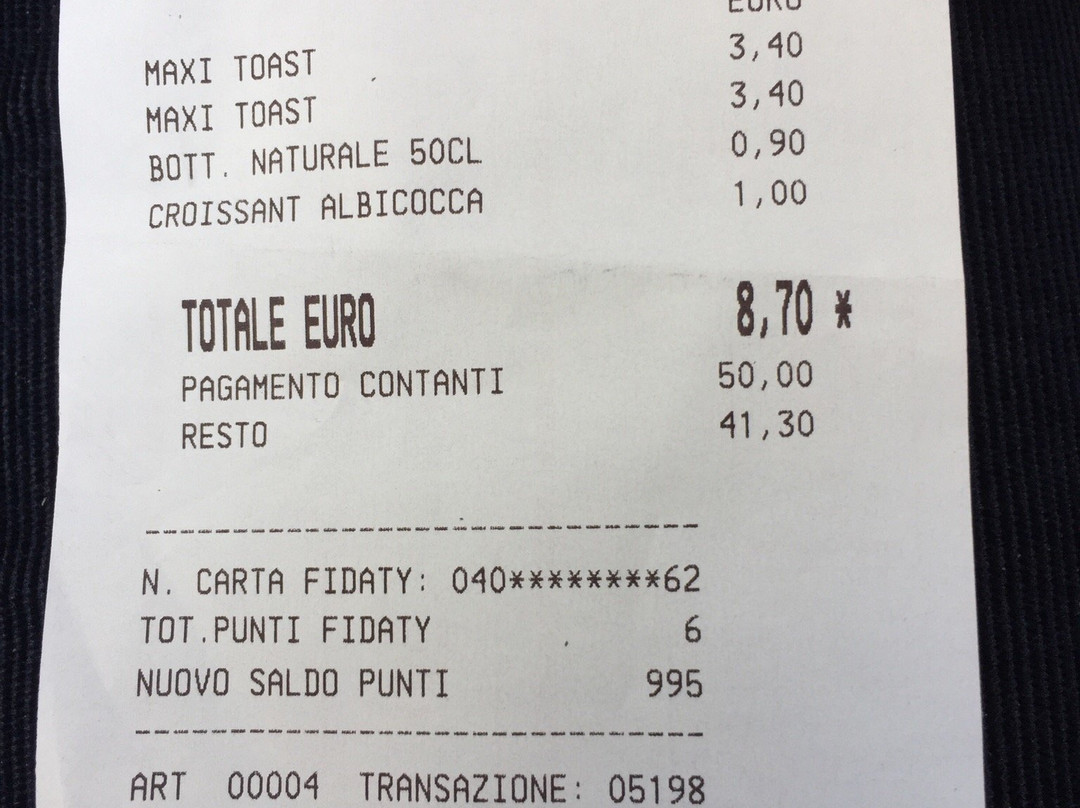 EURO
MAXI TOAST 3,40
MAXI TOAST 3,40
BOTT. NATURALE 50CL 0,90
CROISSANT ALBICOCCA 1,00
TOTALE EURO 8,70 *
PAGAMENTO CONTANTI 50,00
RESTO 41,30
N. CARTA FIDATY: 040********62
TOT.PUNTI FIDATY 6
NUOVO SALDO PUNTI 995
ART 00004 TRANSAZIONE: 05198